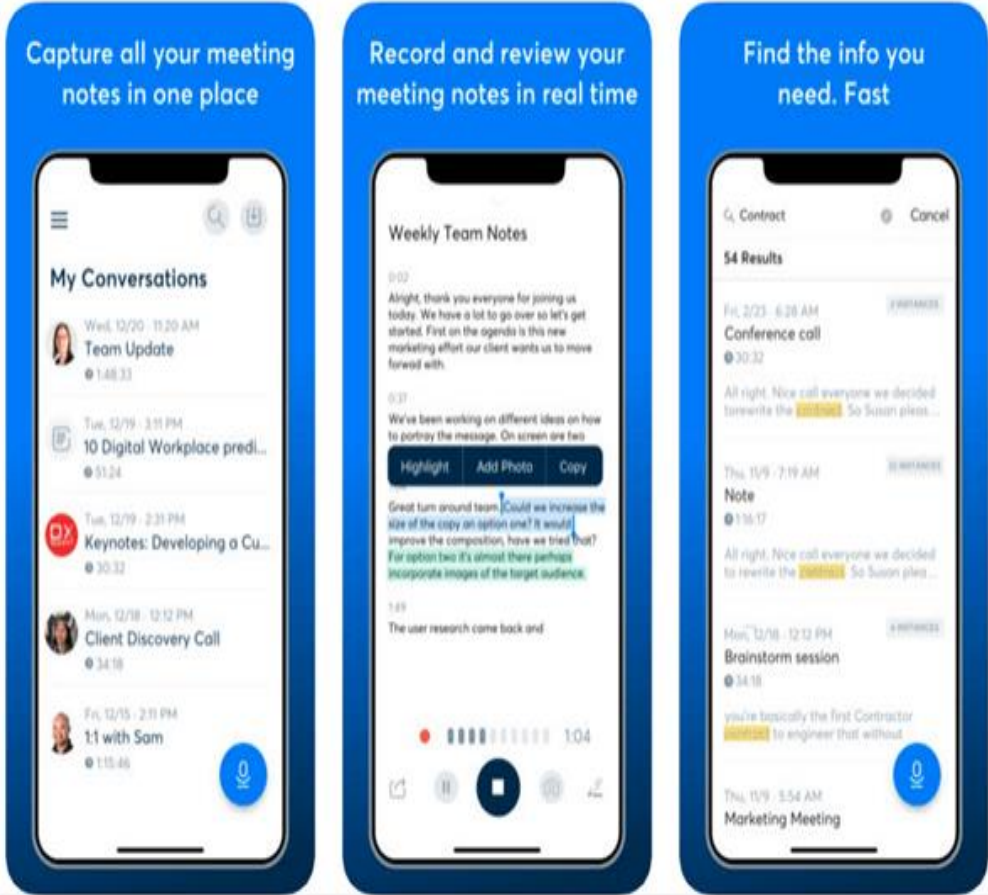 Capture all your meeting
notes in one place
My Conversations
Wed, 12/20 · 11:20 AM
Team Update
1:48:33
Tue, 12/19 · 3:11 PM
10 Digital Workplace predi...
51:24
Tue, 12/19 · 2:31 PM
DX
Keynotes: Developing a Cu...
30:32
Mon, 12/18 · 12:12 PM
Client Discovery Call
34:18
Fri, 12/15 · 2:11 PM
1:1 with Sam
1:15:46
Record and review your
meeting notes in real time
Weekly Team Notes
0:02
Alright, thank you everyone for joining us
today. We have a lot to go over so let's get
started. First on the agenda is this new
marketing effort our client wants us to move
forwad with.
0:37
We've been working on different ideas on how
to portray the message. On screen are two
Highlight Add Photo Copy
Great turn around team. Could we increase the
size of the copy an option one? It would
improve the composition, have we tried that?
For option two it's almost there perhaps
incorporate images of the target audience.
1:49
The user research came back and
1:04
Find the info you
need. Fast
Contract Cancel
54 Results
Fri, 2/23 · 6:28 AM
INSTANCES
Conference call
30:32
All right. Nice call everyone we decided
torewrite the contract. So Susan pleas...
Thu, 11/9 · 7:19 AM
INSTANCES
Note
1:16:17
All right. Nice call everyone we decided
to rewrite the contract. So Susan plea...
Mon, 12/18 · 12:12 PM
4 INSTANCES
Brainstorm session
34:18
you're basically the first Contractor
contract to engineer that without
Thu, 11/9 · 5:54 AM
Marketing Meeting